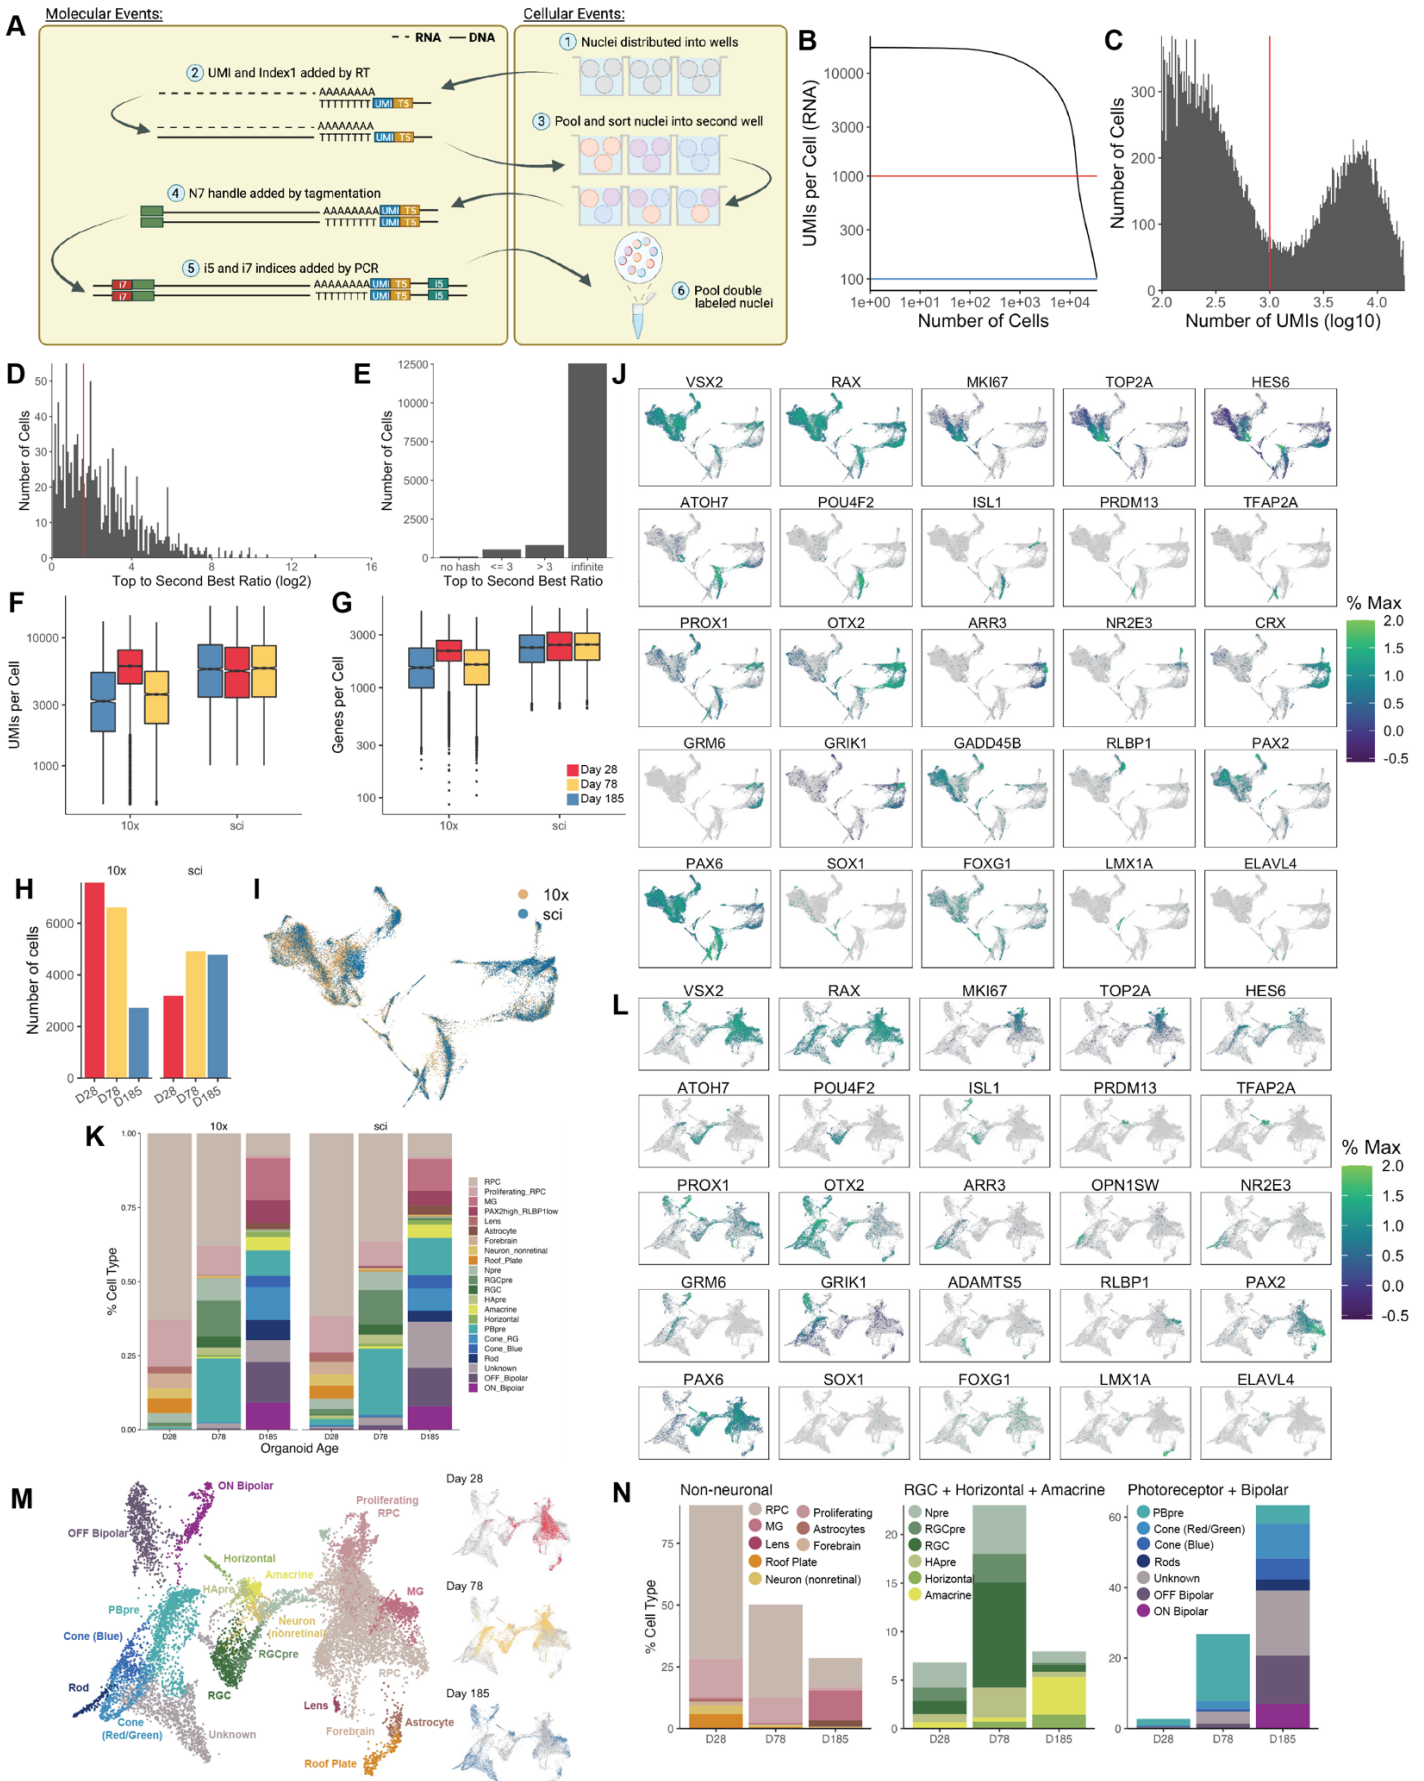 A
Molecular Events:
Cellular Events:
-- RNA — DNA
1 Nuclei distributed into wells
2 UMI and Index1 added by RT
AAAAAAAA
TTTTTTTT UMI T5
AAAAAAAA
TTTTTTTT UMI T5
3 Pool and sort nuclei into second well
4 N7 handle added by tagmentation
AAAAAAAA UMI T5
TTTTTTTT UMI T5
5 i5 and i7 indices added by PCR
i7 AAAAAAAA UMI T5 i5
i7 TTTTTTTT UMI T5 i5
6 Pool double
labeled nuclei
B
UMIs per Cell (RNA)
10000
3000
1000
300
100
1e+00 1e+01 1e+02 1e+03 1e+04
Number of Cells
C
Number of Cells
300
200
100
0
2.0 2.5 3.0 3.5 4.0
Number of UMIs (log10)
D
Number of Cells
50
40
30
20
10
0
0 4 8 12 16
Top to Second Best Ratio (log2)
E
Number of Cells
12500
10000
7500
5000
2500
0
no hash <= 3 > 3 infinite
Top to Second Best Ratio
F
UMIs per Cell
10000
3000
1000
10x sci
G
Genes per Cell
3000
1000
300
100
10x sci
Day 28
Day 78
Day 185
H
10x sci
Number of cells
6000
4000
2000
0
D28 D78 D185 D28 D78 D185
I
10x
sci
J
VSX2 RAX MKI67 TOP2A HES6
ATOH7 POU4F2 ISL1 PRDM13 TFAP2A
PROX1 OTX2 ARR3 NR2E3 CRX
GRM6 GRIK1 GADD45B RLBP1 PAX2
PAX6 SOX1 FOXG1 LMX1A ELAVL4
% Max
2.0
1.5
1.0
0.5
0.0
-0.5
K
10x sci
% Cell Type
1.00
0.75
0.50
0.25
0.00
D28 D78 D185 D28 D78 D185
Organoid Age
RPC
Proliferating_RPC
MG
PAX2high_RLBP1low
Lens
Astrocyte
Forebrain
Neuron_nonretinal
Roof_Plate
Npre
RGCpre
RGC
HApre
Amacrine
Horizontal
PBpre
Cone_RG
Cone_Blue
Rod
Unknown
OFF_Bipolar
ON_Bipolar
L
VSX2 RAX MKI67 TOP2A HES6
ATOH7 POU4F2 ISL1 PRDM13 TFAP2A
PROX1 OTX2 ARR3 OPN1SW NR2E3
GRM6 GRIK1 ADAMTS5 RLBP1 PAX2
PAX6 SOX1 FOXG1 LMX1A ELAVL4
% Max
2.0
1.5
1.0
0.5
0.0
-0.5
M
ON Bipolar
OFF Bipolar
Proliferating
RPC
Horizontal
Amacrine
HApre
MG
PBpre
Neuron
(nonretinal)
Cone (Blue)
RGCpre
RPC
Rod
RGC
Lens
Cone
(Red/Green)
Unknown
Forebrain
Astrocyte
Roof Plate
Day 28
Day 78
Day 185
N
Non-neuronal
% Cell Type
75
50
25
0
D28 D78 D185
RPC
MG
Lens
Roof Plate
Neuron (nonretinal)
Proliferating
Astrocytes
Forebrain
RGC + Horizontal + Amacrine
20
15
10
5
0
D28 D78 D185
Npre
RGCpre
RGC
HApre
Horizontal
Amacrine
Photoreceptor + Bipolar
60
40
20
0
D28 D78 D185
PBpre
Cone (Red/Green)
Cone (Blue)
Rods
Unknown
OFF Bipolar
ON Bipolar